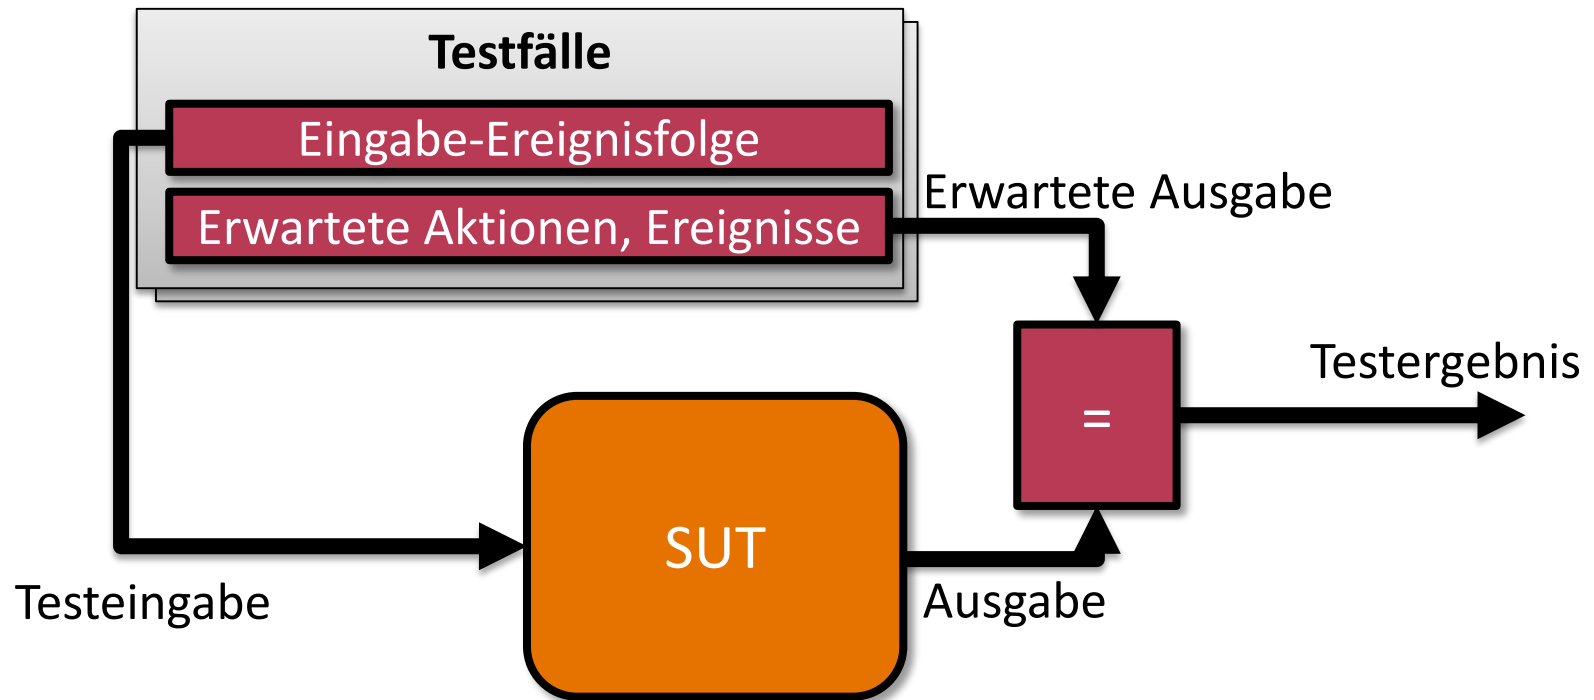 Testfälle
Eingabe-Ereignisfolge
Erwartete Aktionen, Ereignisse
Erwartete Ausgabe
=
Testergebnis
SUT
Testeingabe
Ausgabe